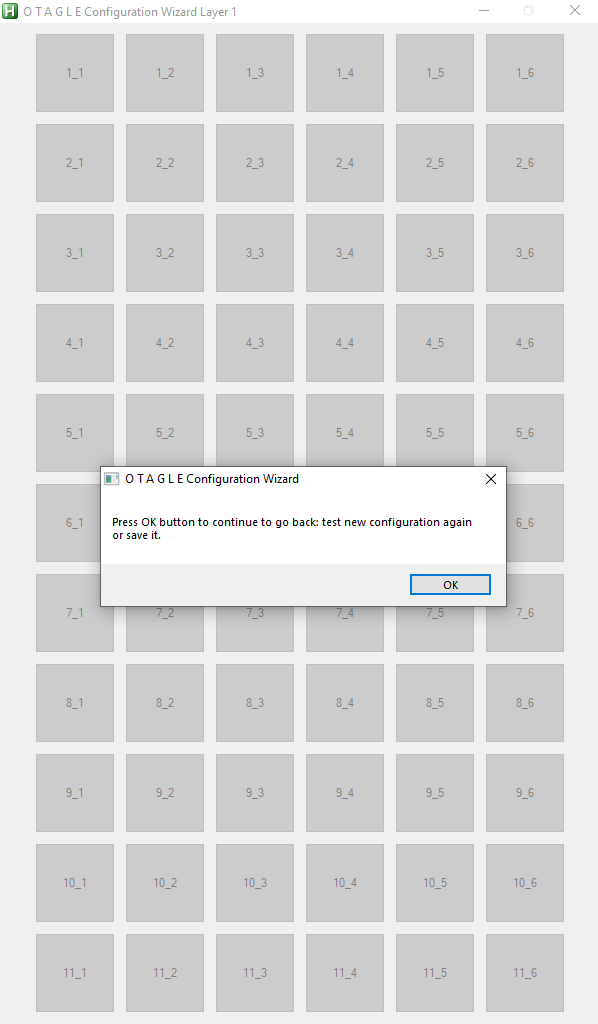 O T A G L E Configuration Wizard Layer 1
1_1 1_2 1_3 1_4 1_5 1_6
2_1 2_2 2_3 2_4 2_5 2_6
3_1 3_2 3_3 3_4 3_5 3_6
4_1 4_2 4_3 4_4 4_5 4_6
5_1 5_2 5_3 5_4 5_5 5_6
O T A G L E Configuration Wizard
6_1 6_6
Press OK button to continue to go back: test new configuration again
or save it.
OK
7_1 7_2 7_3 7_4 7_5 7_6
8_1 8_2 8_3 8_4 8_5 8_6
9_1 9_2 9_3 9_4 9_5 9_6
10_1 10_2 10_3 10_4 10_5 10_6
11_1 11_2 11_3 11_4 11_5 11_6